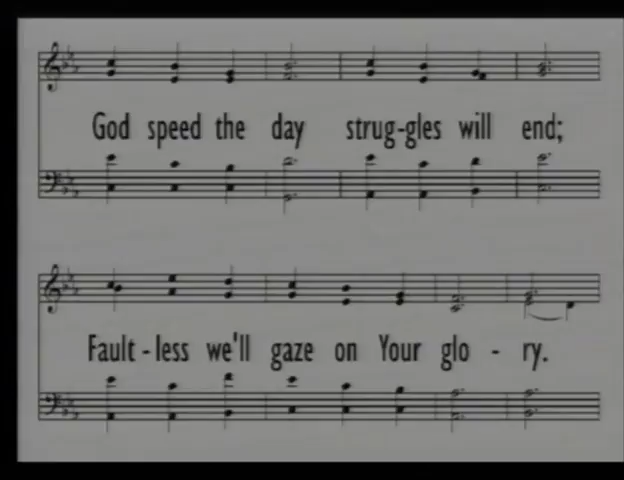 God speed the day strug-gles will end;
Fault-less we'll gaze on Your glo - ry.